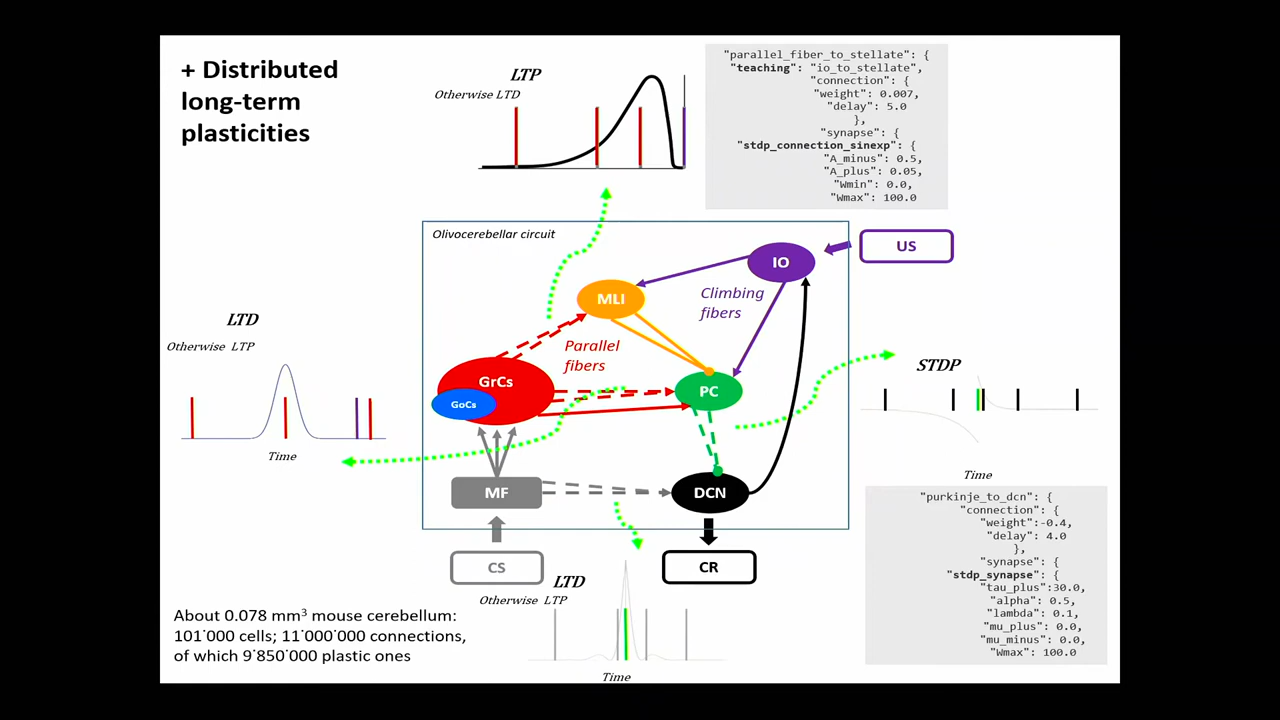 + Distributed
long-term
plasticities
LTP
Otherwise LTD
"parallel_fiber_to_stellate": {
"teaching": "io_to_stellate",
"connection": {
"weight": 0.007,
"delay": 5.0
},
"synapse": {
"stdp_connection_sinexp": {
"A_minus": 0.5,
"A_plus": 0.05,
"Wmin": 0.0,
"Wmax": 100.0
Olivocerebellar circuit
IO
US
MLI
Climbing
fibers
Parallel
fibers
LTD
Otherwise LTP
Time
GrCs
GoCs
PC
STDP
Time
MF
DCN
CS
CR
LTD
Otherwise LTP
Time
"purkinje_to_dcn": {
"connection": {
"weight":-0.4,
"delay": 4.0
},
"synapse": {
"stdp_synapse": {
"tau_plus":30.0,
"alpha": 0.5,
"lambda": 0.1,
"mu_plus": 0.0,
"mu_minus": 0.0,
"Wmax": 100.0
About 0.078 mm³ mouse cerebellum:
101˙000 cells; 11˙000˙000 connections,
of which 9˙850˙000 plastic ones